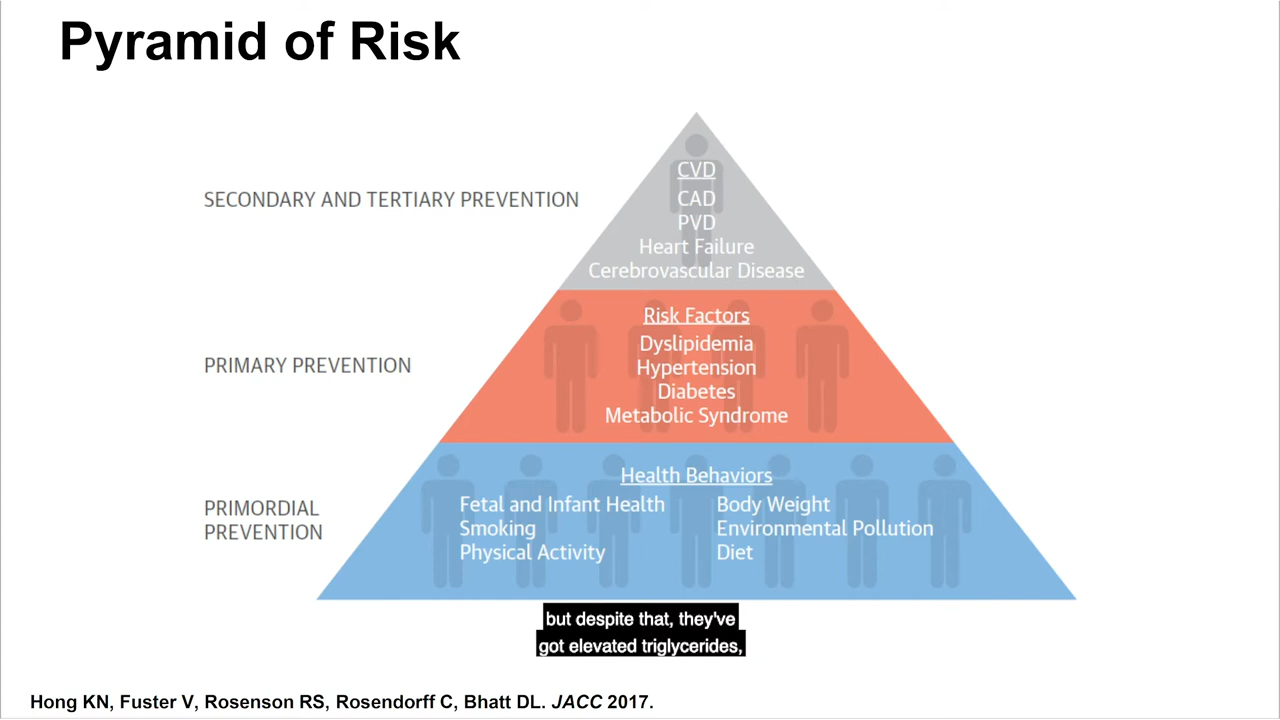 Pyramid of Risk
SECONDARY AND TERTIARY PREVENTION
CVD
CAD
PVD
Heart Failure
Cerebrovascular Disease
PRIMARY PREVENTION
Risk Factors
Dyslipidemia
Hypertension
Diabetes
Metabolic Syndrome
PRIMORDIAL
PREVENTION
Health Behaviors
Fetal and Infant Health
Smoking
Physical Activity
Body Weight
Environmental Pollution
Diet
but despite that, they've
got elevated triglycerides,
Hong KN, Fuster V, Rosenson RS, Rosendorff C, Bhatt DL. JACC 2017.